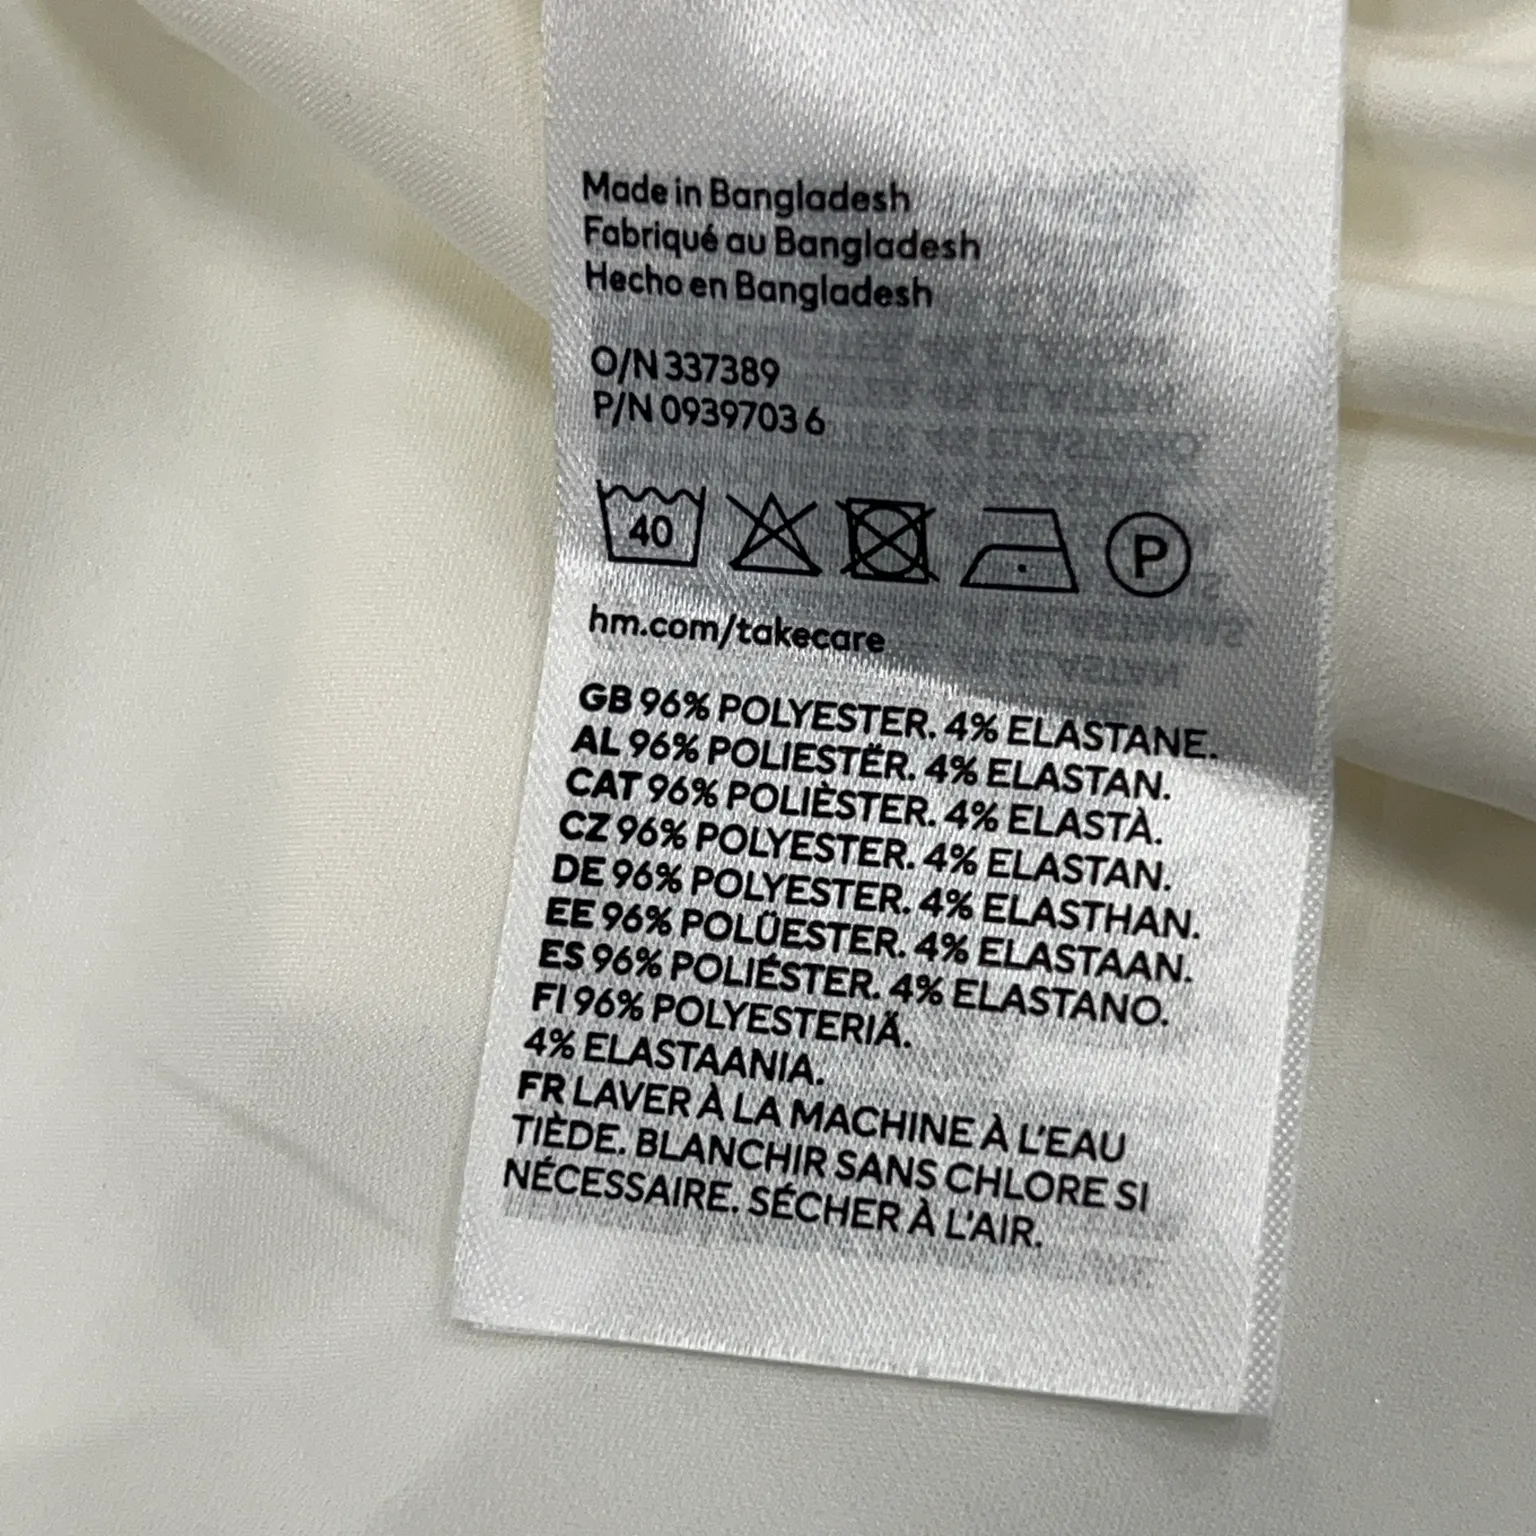 Made in Bangladesh
Fabriqué au Bangladesh
Hecho en Bangladesh
O/N 337389
P/N 0939703 6
40
P
hm.com/takecare
GB 96% POLYESTER. 4% ELASTANE.
AL 96% POLIESTËR. 4% ELASTAN.
CAT 96% POLIÈSTER. 4% ELASTÀ.
CZ 96% POLYESTER. 4% ELASTAN.
DE 96% POLYESTER. 4% ELASTHAN.
EE 96% POLÜESTER. 4% ELASTAAN.
ES 96% POLIÉSTER. 4% ELASTANO.
FI 96% POLYESTERIÄ.
4% ELASTAANIA.
FR LAVER À LA MACHINE À L'EAU
TIÈDE. BLANCHIR SANS CHLORE SI
NÉCESSAIRE. SÉCHER À L'AIR.